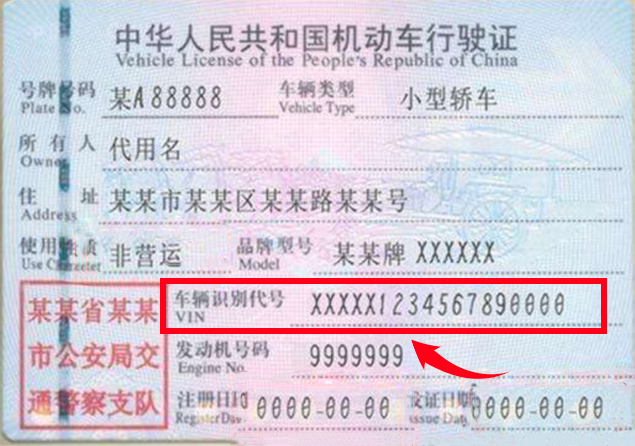 中华人民共和国机动车行驶证
Vehicle License of the People's Republic of China
号牌号码 某A88888 车辆类型 小型轿车
Plate No. Vehicle Type
所有人 代用名
Owner
住址 某某市某某区某某路某某号
Address
使用性质 非营运 品牌型号 某某牌 XXXXXX
Use Character Model
某某省某某 车辆识别代号 XXXXX1234567890000
VIN
市公安局交 发动机号码 9999999
Engine No.
通警察支队 注册日期 0000-00-00 发证日期 0000-00-00
Register Date Issue Date